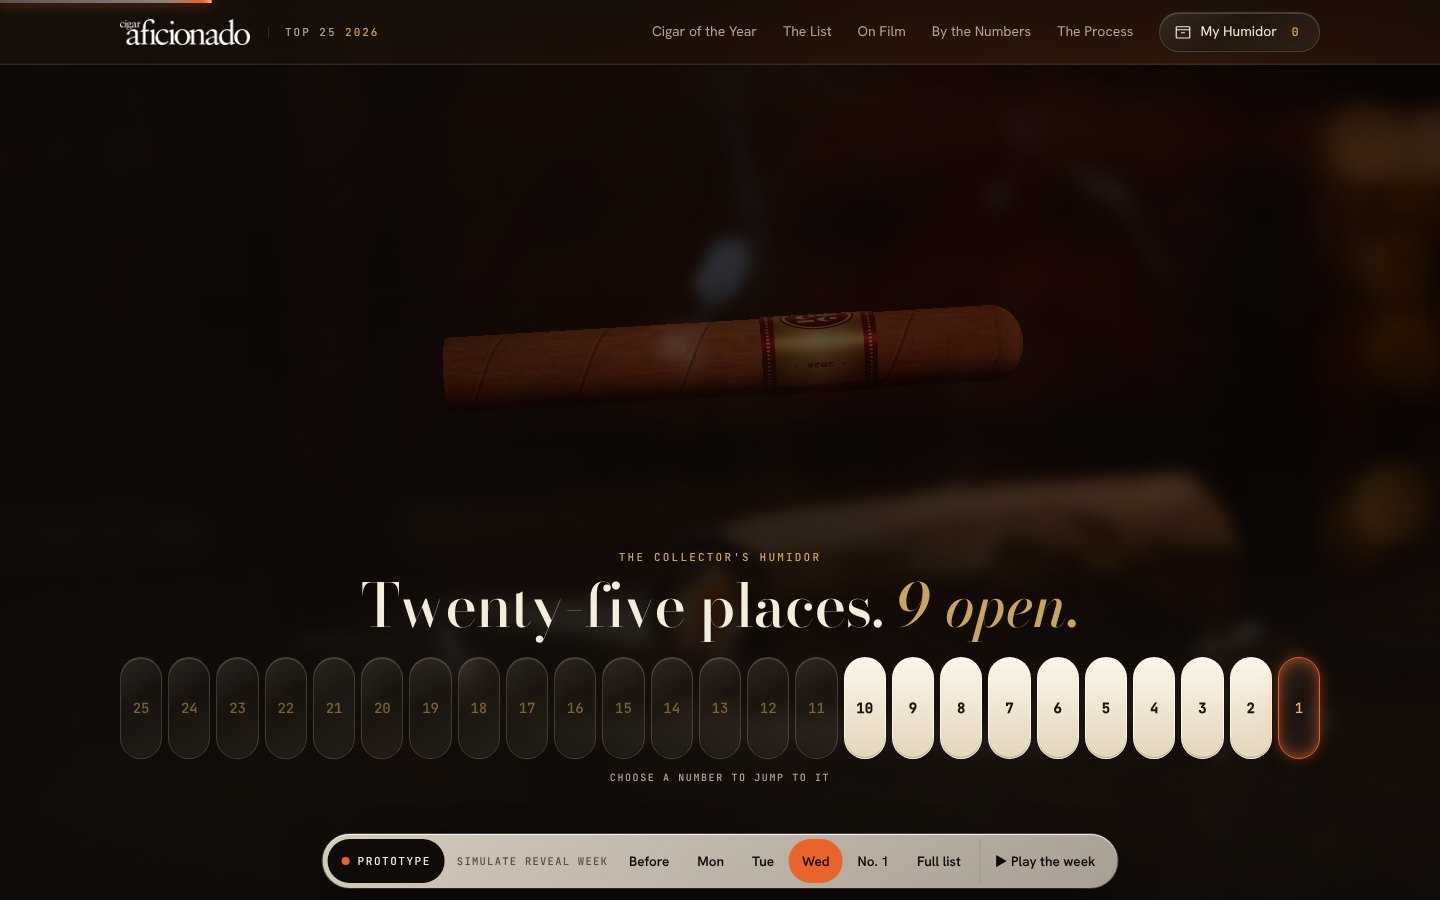 cigar aficionado
TOP 25 2026
Cigar of the Year
The List
On Film
By the Numbers
The Process
My Humidor 0
2026
THE COLLECTOR'S HUMIDOR
Twenty-five places. 9 open.
25 24 23 22 21 20 19 18 17 16 15 14 13 12 11 10 9 8 7 6 5 4 3 2 1
CHOOSE A NUMBER TO JUMP TO IT
PROTOTYPE SIMULATE REVEAL WEEK Before Mon Tue Wed No. 1 Full list Play the week